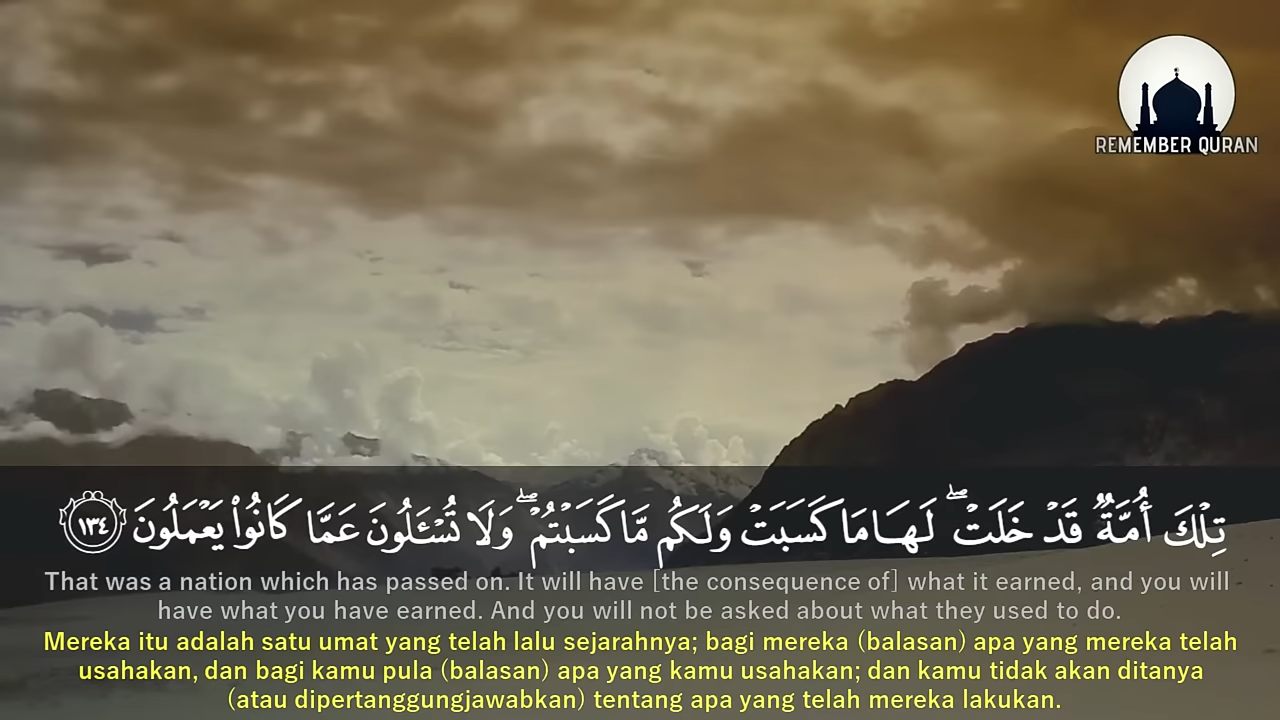 REMEMBER QURAN
تِلْكَ أُمَّةٌ قَدْ خَلَتْ ۖ لَهَا مَا كَسَبَتْ وَلَكُم مَّا كَسَبْتُمْ ۖ وَلَا تُسْـَٔلُونَ عَمَّا كَانُوا۟ يَعْمَلُونَ ١٣٤
That was a nation which has passed on. It will have [the consequence of] what it earned, and you will
have what you have earned. And you will not be asked about what they used to do.
Mereka itu adalah satu umat yang telah lalu sejarahnya; bagi mereka (balasan) apa yang mereka telah
usahakan, dan bagi kamu pula (balasan) apa yang kamu usahakan; dan kamu tidak akan ditanya
(atau dipertanggungjawabkan) tentang apa yang telah mereka lakukan.